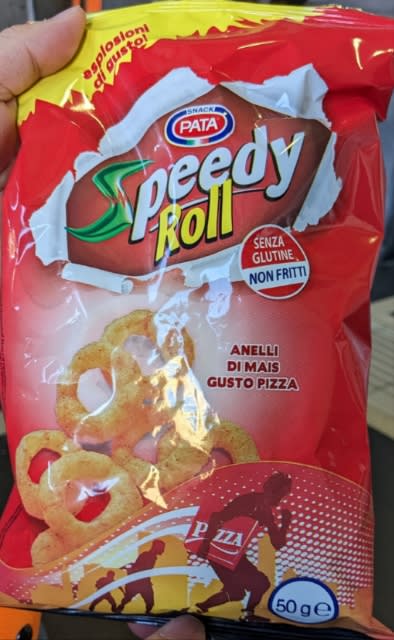 esplosioni
di gusto!
SNACK
PATA
Speedy
Roll
SENZA
GLUTINE
NON FRITTI
ANELLI
DI MAIS
GUSTO PIZZA
PIZZA
50 g e